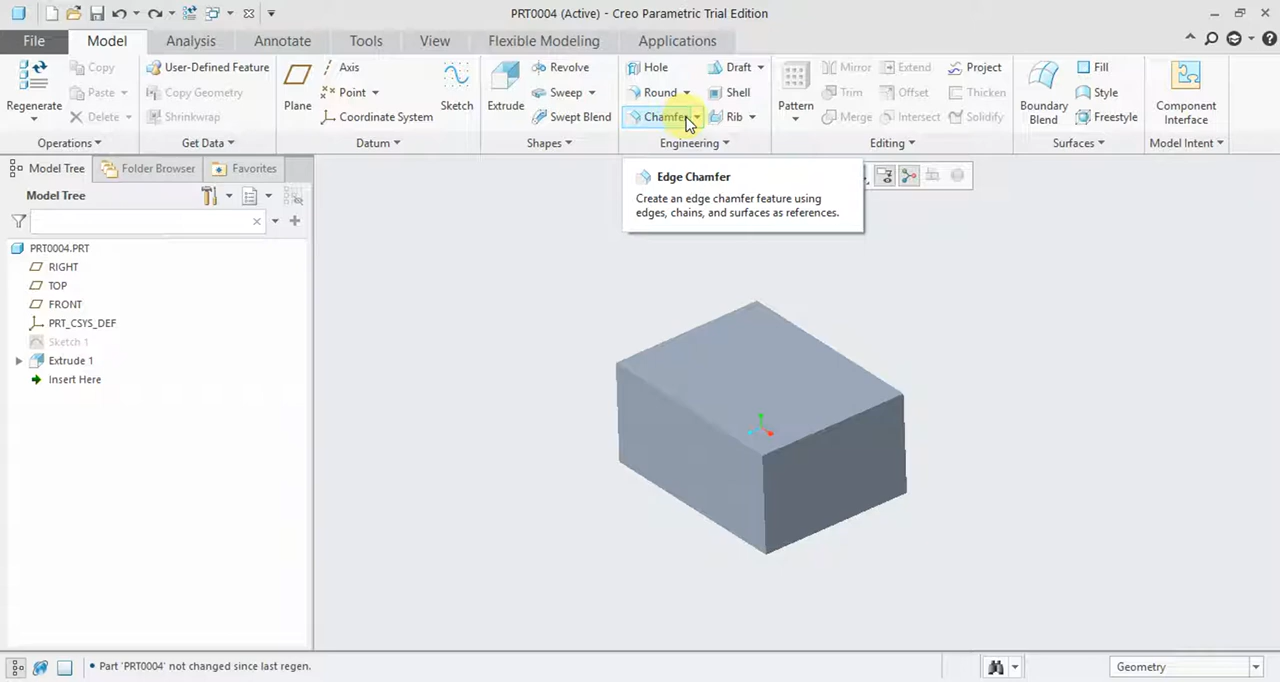 PRT0004 (Active) - Creo Parametric Trial Edition
File Model Analysis Annotate Tools View Flexible Modeling Applications
Regenerate
Copy
Paste
Delete
Operations
User-Defined Feature
Copy Geometry
Shrinkwrap
Get Data
Plane
Axis
Point
Coordinate System
Sketch
Datum
Extrude
Revolve
Sweep
Swept Blend
Shapes
Hole
Round
Chamfer
Draft
Shell
Rib
Engineering
Pattern
Mirror
Extend
Project
Trim
Offset
Thicken
Merge
Intersect
Solidify
Editing
Boundary
Blend
Fill
Style
Freestyle
Surfaces
Component
Interface
Model Intent
Model Tree
Folder Browser
Favorites
Model Tree
Edge Chamfer
Create an edge chamfer feature using
edges, chains, and surfaces as references.
PRT0004.PRT
RIGHT
TOP
FRONT
PRT_CSYS_DEF
Sketch 1
Extrude 1
Insert Here
• Part 'PRT0004' not changed since last regen.
Geometry